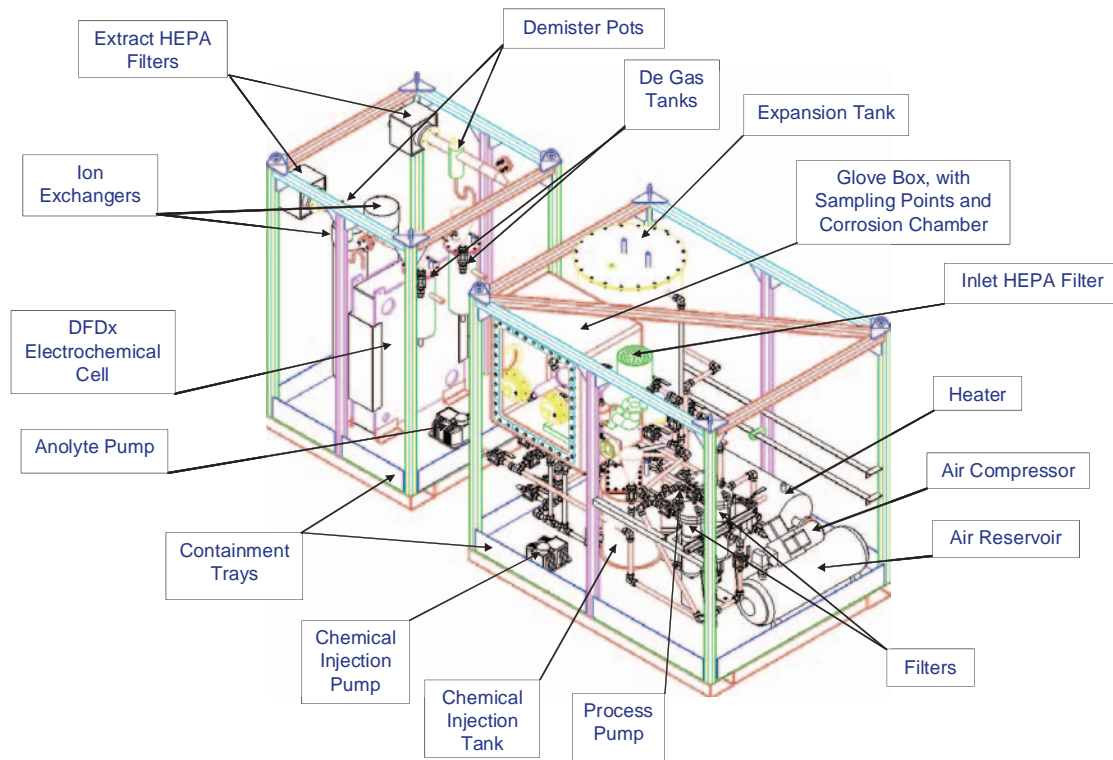 Extract HEPA
Filters
Demister Pots
De Gas
Tanks
Expansion Tank
Ion
Exchangers
Glove Box, with
Sampling Points and
Corrosion Chamber
Inlet HEPA Filter
DFDx
Electrochemical
Cell
Heater
Anolyte Pump
Air Compressor
Air Reservoir
Containment
Trays
Chemical
Injection
Pump
Chemical
Injection
Tank
Process
Pump
Filters